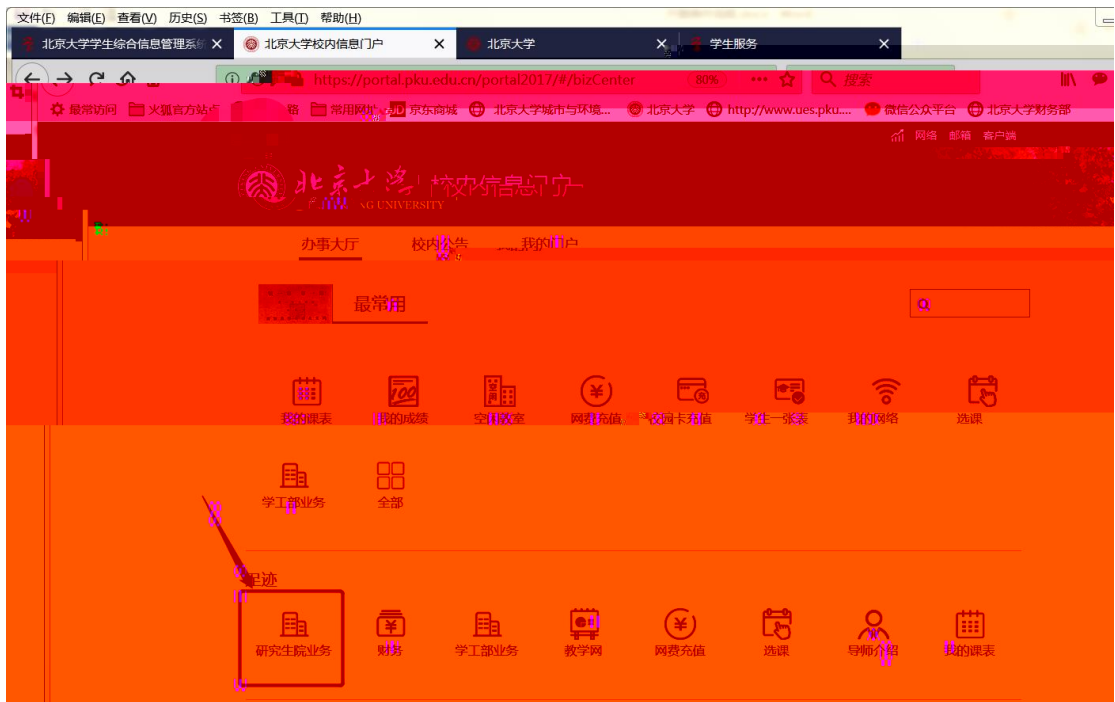 文件(F) 编辑(E) 查看(V) 历史(S) 书签(B) 工具(T) 帮助(H)
北京大学学生综合信息管理系统 北京大学校内信息门户 北京大学 学生服务
https://portal.pku.edu.cn/portal2017/#/bizCenter 80% 搜索
最常访问 火狐官方站点 常用网址 JD 京东商城 北京大学城市与环境... 北京大学 http://www.ues.pku.... 微信公众平台 北京大学财务部
网络 邮箱 客户端
北京大学 校内信息门户
NG UNIVERSITY
办事大厅 校内公告 我的门户
最常用
我的课表 我的成绩 空闲教室 网费充值 校园卡充值 学生一张表 我的网络 选课
学工部业务 全部
足迹
研究生院业务 财务 学工部业务 教学网 网费充值 选课 导师介绍 我的课表